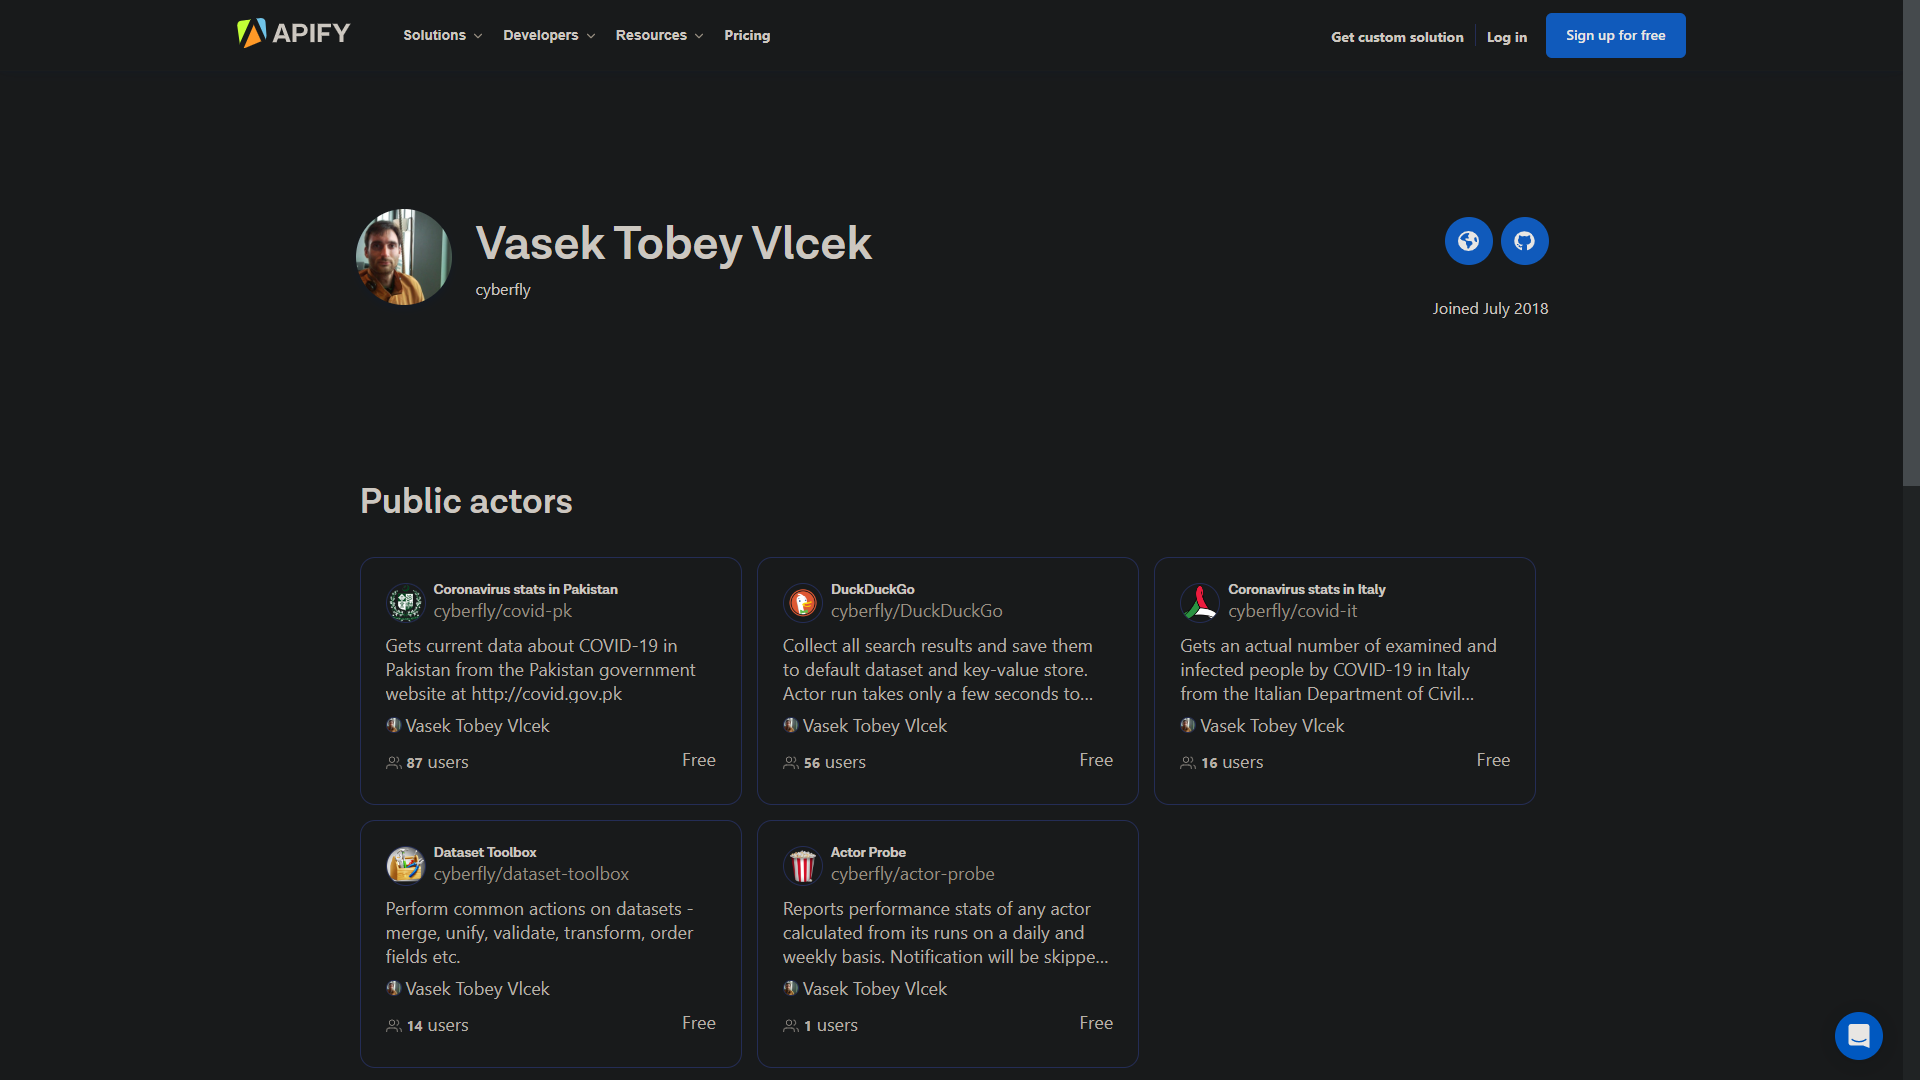 APIFY
Solutions
Developers
Resources
Pricing
Get custom solution
Log in
Sign up for free
Vasek Tobey Vlcek
cyberfly
Joined July 2018
Public actors
Coronavirus stats in Pakistan
cyberfly/covid-pk
Gets current data about COVID-19 in
Pakistan from the Pakistan government
website at http://covid.gov.pk
Vasek Tobey Vlcek
87 users
Free
DuckDuckGo
cyberfly/DuckDuckGo
Collect all search results and save them
to default dataset and key-value store.
Actor run takes only a few seconds to...
Vasek Tobey Vlcek
56 users
Free
Coronavirus stats in Italy
cyberfly/covid-it
Gets an actual number of examined and
infected people by COVID-19 in Italy
from the Italian Department of Civil...
Vasek Tobey Vlcek
16 users
Free
Dataset Toolbox
cyberfly/dataset-toolbox
Perform common actions on datasets -
merge, unify, validate, transform, order
fields etc.
Vasek Tobey Vlcek
14 users
Free
Actor Probe
cyberfly/actor-probe
Reports performance stats of any actor
calculated from its runs on a daily and
weekly basis. Notification will be skippe...
Vasek Tobey Vlcek
1 users
Free